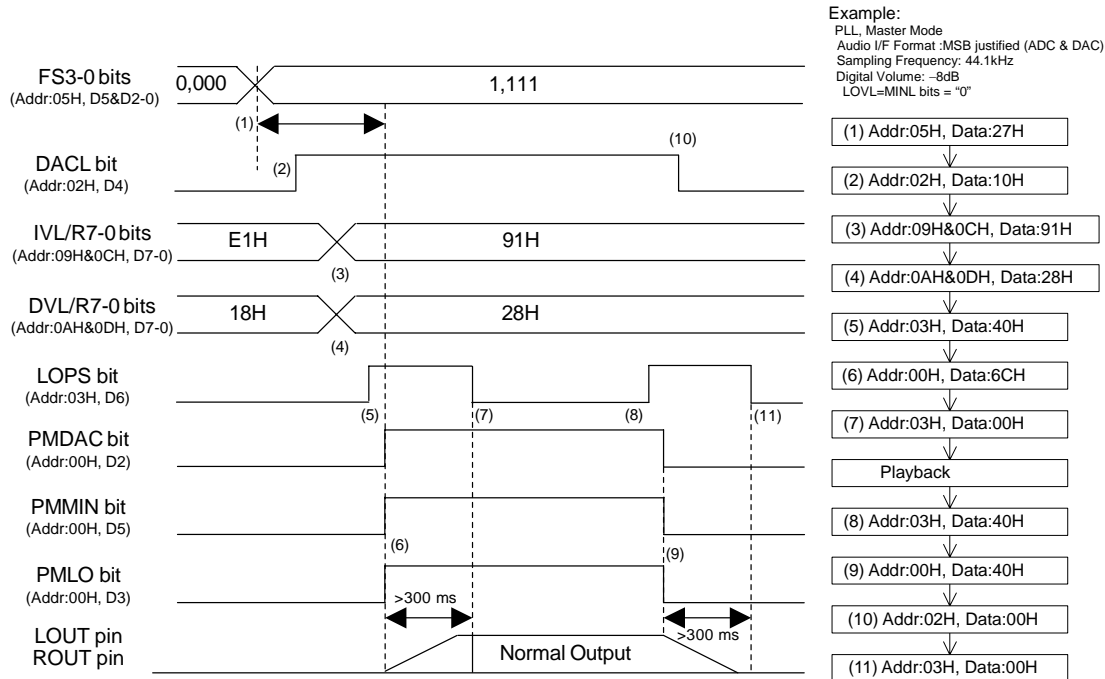 Example:
PLL, Master Mode
Audio I/F Format :MSB justified (ADC & DAC)
Sampling Frequency: 44.1kHz
Digital Volume: −8dB
LOVL=MINL bits = “0”
FS3-0 bits
(Addr:05H, D5&D2-0)
0,000
1,111
(1)
DACL bit
(Addr:02H, D4)
(2)
(10)
IVL/R7-0 bits
(Addr:09H&0CH, D7-0)
E1H
91H
(3)
DVL/R7-0 bits
(Addr:0AH&0DH, D7-0)
18H
28H
(4)
LOPS bit
(Addr:03H, D6)
(5)
(7)
(8)
(11)
PMDAC bit
(Addr:00H, D2)
PMMIN bit
(Addr:00H, D5)
(6)
(9)
PMLO bit
(Addr:00H, D3)
>300 ms
>300 ms
LOUT pin
ROUT pin
Normal Output
(1) Addr:05H, Data:27H
(2) Addr:02H, Data:10H
(3) Addr:09H&0CH, Data:91H
(4) Addr:0AH&0DH, Data:28H
(5) Addr:03H, Data:40H
(6) Addr:00H, Data:6CH
(7) Addr:03H, Data:00H
Playback
(8) Addr:03H, Data:40H
(9) Addr:00H, Data:40H
(10) Addr:02H, Data:00H
(11) Addr:03H, Data:00H